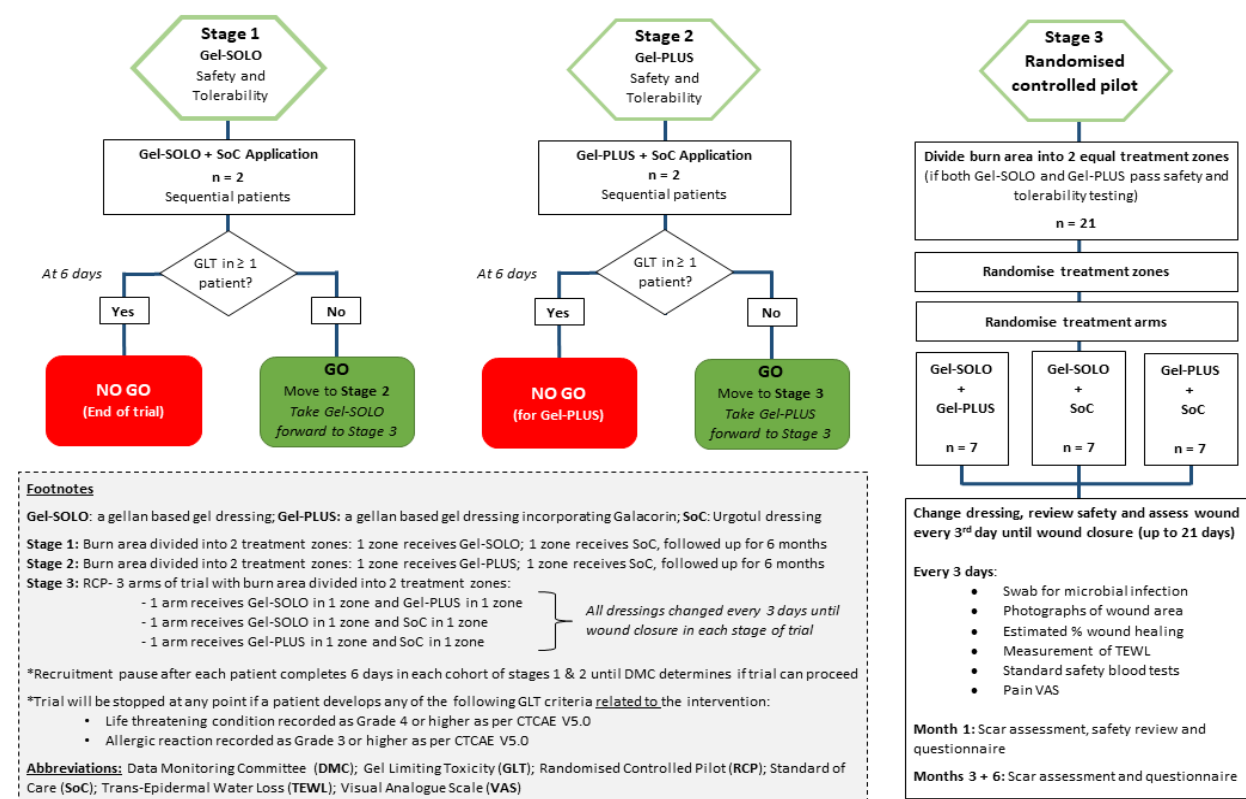 Stage 1
Gel-SOLO
Safety and
Tolerability
Gel-SOLO + SoC Application
n = 2
Sequential patients
At 6 days
GLT in ≥ 1
patient?
Yes
No
NO GO
(End of trial)
GO
Move to Stage 2
Take Gel-SOLO
forward to Stage 3
Stage 2
Gel-PLUS
Safety and
Tolerability
Gel-PLUS + SoC Application
n = 2
Sequential patients
At 6 days
GLT in ≥ 1
patient?
Yes
No
NO GO
(for Gel-PLUS)
GO
Move to Stage 3
Take Gel-PLUS
forward to Stage 3
Stage 3
Randomised
controlled pilot
Divide burn area into 2 equal treatment zones
(if both Gel-SOLO and Gel-PLUS pass safety and
tolerability testing)
n = 21
Randomise treatment zones
Randomise treatment arms
Gel-SOLO
+
Gel-PLUS
n = 7
Gel-SOLO
+
SoC
n = 7
Gel-PLUS
+
SoC
n = 7
Change dressing, review safety and assess wound
every 3rd day until wound closure (up to 21 days)
Every 3 days:
• Swab for microbial infection
• Photographs of wound area
• Estimated % wound healing
• Measurement of TEWL
• Standard safety blood tests
• Pain VAS
Month 1: Scar assessment, safety review and
questionnaire
Months 3 + 6: Scar assessment and questionnaire
Footnotes
Gel-SOLO: a gellan based gel dressing; Gel-PLUS: a gellan based gel dressing incorporating Galacorin; SoC: Urgotul dressing
Stage 1: Burn area divided into 2 treatment zones: 1 zone receives Gel-SOLO; 1 zone receives SoC, followed up for 6 months
Stage 2: Burn area divided into 2 treatment zones: 1 zone receives Gel-PLUS; 1 zone receives SoC, followed up for 6 months
Stage 3: RCP- 3 arms of trial with burn area divided into 2 treatment zones:
- 1 arm receives Gel-SOLO in 1 zone and Gel-PLUS in 1 zone
- 1 arm receives Gel-SOLO in 1 zone and SoC in 1 zone
- 1 arm receives Gel-PLUS in 1 zone and SoC in 1 zone
All dressings changed every 3 days until
wound closure in each stage of trial
*Recruitment pause after each patient completes 6 days in each cohort of stages 1 & 2 until DMC determines if trial can proceed
*Trial will be stopped at any point if a patient develops any of the following GLT criteria related to the intervention:
• Life threatening condition recorded as Grade 4 or higher as per CTCAE V5.0
• Allergic reaction recorded as Grade 3 or higher as per CTCAE V5.0
Abbreviations: Data Monitoring Committee (DMC); Gel Limiting Toxicity (GLT); Randomised Controlled Pilot (RCP); Standard of
Care (SoC); Trans-Epidermal Water Loss (TEWL); Visual Analogue Scale (VAS)